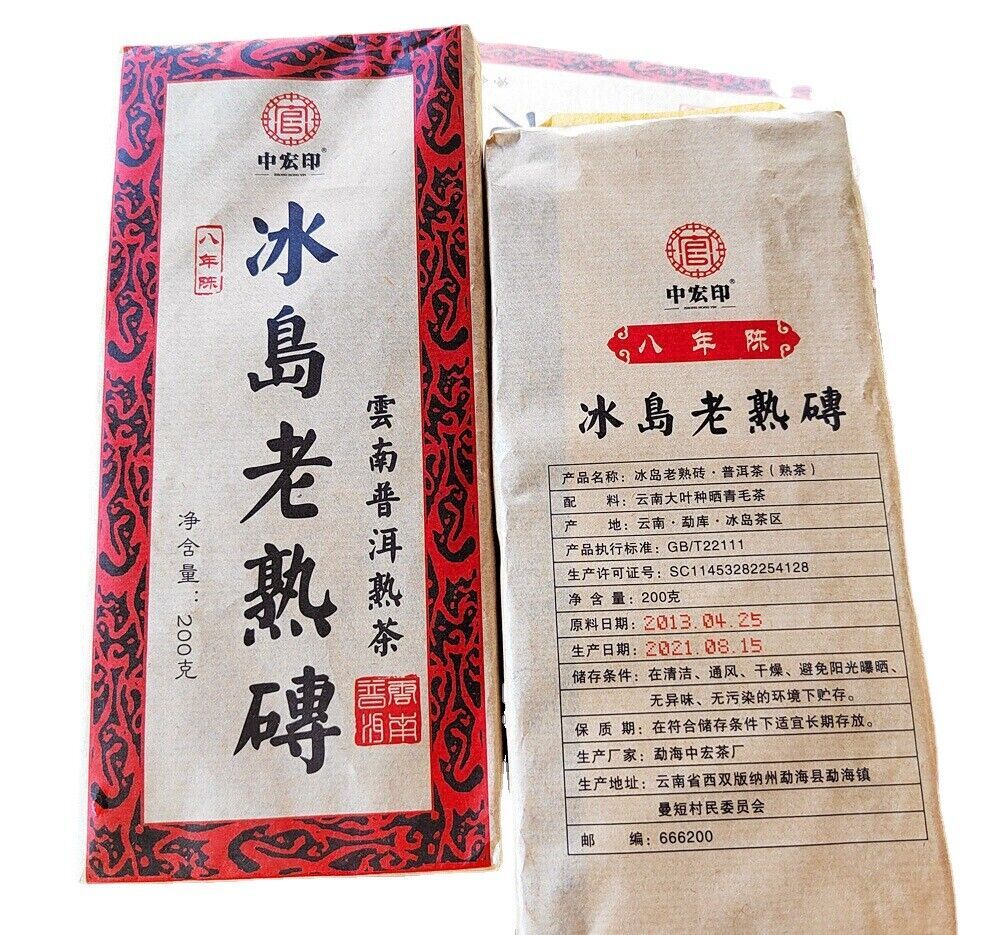 官
中宏印®
ZHONG HONG YIN
八年陈
冰島老熟磚
雲南普洱熟茶
净含量：200克
雲南普洱
官
中宏印®
ZHONG HONG YIN
八年陈
冰島老熟磚
产品名称：冰岛老熟砖·普洱茶（熟茶）
配 料：云南大叶种晒青毛茶
产 地：云南·勐库·冰岛茶区
产品执行标准：GB/T22111
生产许可证号：SC11453282254128
净 含 量：200克
原料日期：2013.04.25
生产日期：2021.08.15
储存条件：在清洁、通风、干燥、避免阳光曝晒、
无异味、无污染的环境下贮存。
保 质 期：在符合储存条件下适宜长期存放。
生产厂家：勐海中宏茶厂
生产地址：云南省西双版纳州勐海县勐海镇
曼短村民委员会
邮 编：666200